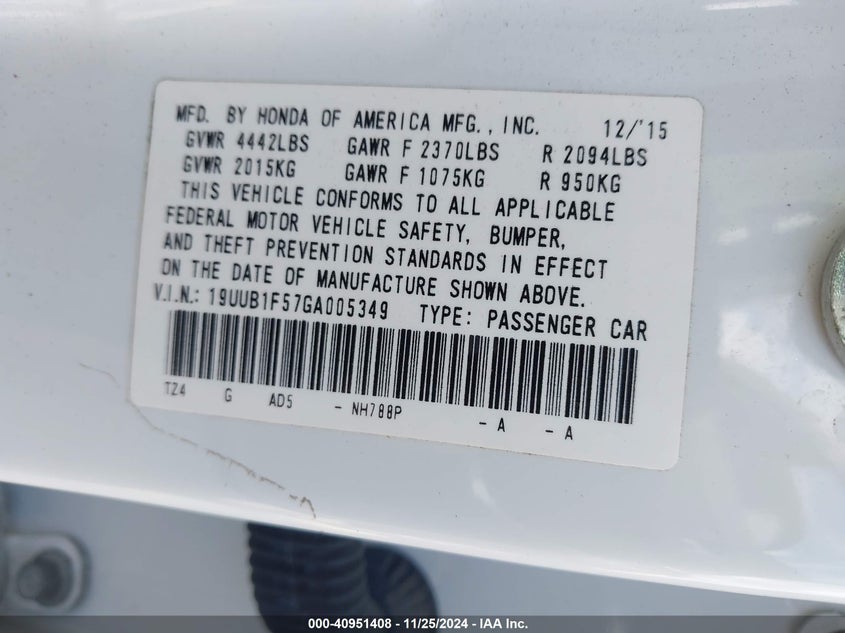 MFD. BY HONDA OF AMERICA MFG., INC. 12/'15
GVWR 4442LBS GAWR F 2370LBS R 2094LBS
GVWR 2015KG GAWR F 1075KG R 950KG
THIS VEHICLE CONFORMS TO ALL APPLICABLE
FEDERAL MOTOR VEHICLE SAFETY, BUMPER,
AND THEFT PREVENTION STANDARDS IN EFFECT
ON THE DATE OF MANUFACTURE SHOWN ABOVE.
V.I.N.: 19UUB1F57GA005349 TYPE: PASSENGER CAR
TZ4 G AD5 - NH788P - A - A
000-40951408 - 11/25/2024 - IAA Inc.